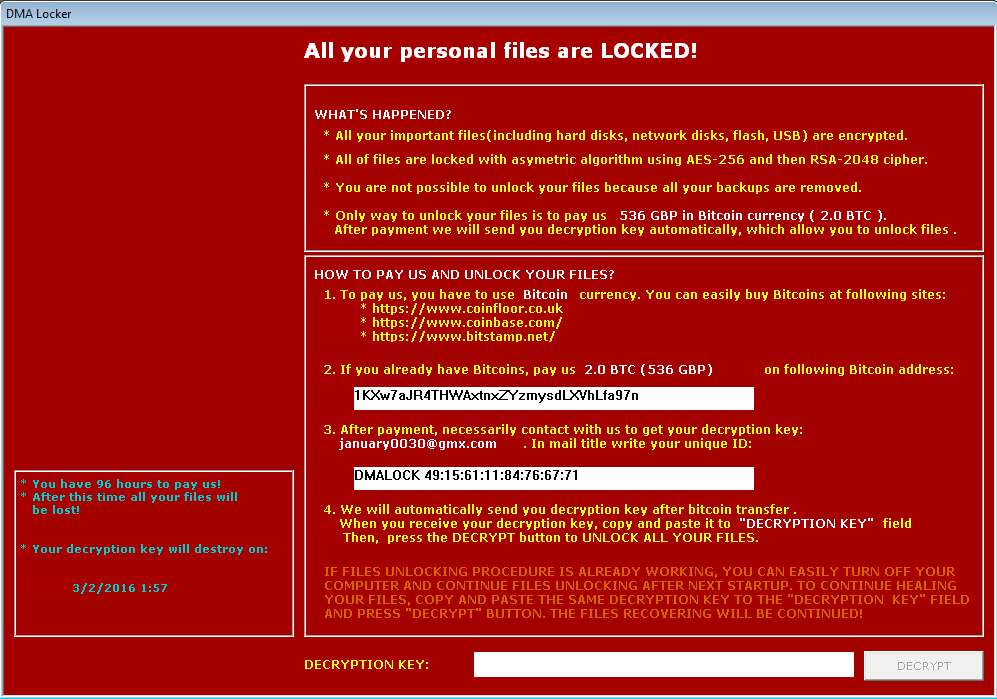 DMA Locker
All your personal files are LOCKED!
WHAT'S HAPPENED?
* All your important files(including hard disks, network disks, flash, USB) are encrypted.
* All of files are locked with asymetric algorithm using AES-256 and then RSA-2048 cipher.
* You are not possible to unlock your files because all your backups are removed.
* Only way to unlock your files is to pay us 536 GBP in Bitcoin currency ( 2.0 BTC ).
After payment we will send you decryption key automatically, which allow you to unlock files .
HOW TO PAY US AND UNLOCK YOUR FILES?
1. To pay us, you have to use Bitcoin currency. You can easily buy Bitcoins at following sites:
* https://www.coinfloor.co.uk
* https://www.coinbase.com/
* https://www.bitstamp.net/
2. If you already have Bitcoins, pay us 2.0 BTC (536 GBP) on following Bitcoin address:
1KXw7aJR4THWAxtnxZYzmysdLXVhLfa97n
3. After payment, necessarily contact with us to get your decryption key:
january0030@gmx.com . In mail title write your unique ID:
DMALOCK 49:15:61:11:84:76:67:71
4. We will automatically send you decryption key after bitcoin transfer .
When you receive your decryption key, copy and paste it to "DECRYPTION KEY" field
Then, press the DECRYPT button to UNLOCK ALL YOUR FILES.
IF FILES UNLOCKING PROCEDURE IS ALREADY WORKING, YOU CAN EASILY TURN OFF YOUR
COMPUTER AND CONTINUE FILES UNLOCKING AFTER NEXT STARTUP. TO CONTINUE HEALING
YOUR FILES, COPY AND PASTE THE SAME DECRYPTION KEY TO THE "DECRYPTION KEY" FIELD
AND PRESS "DECRYPT" BUTTON. THE FILES RECOVERING WILL BE CONTINUED!
* You have 96 hours to pay us!
* After this time all your files will
be lost!
* Your decryption key will destroy on:
3/2/2016 1:57
DECRYPTION KEY:
DECRYPT